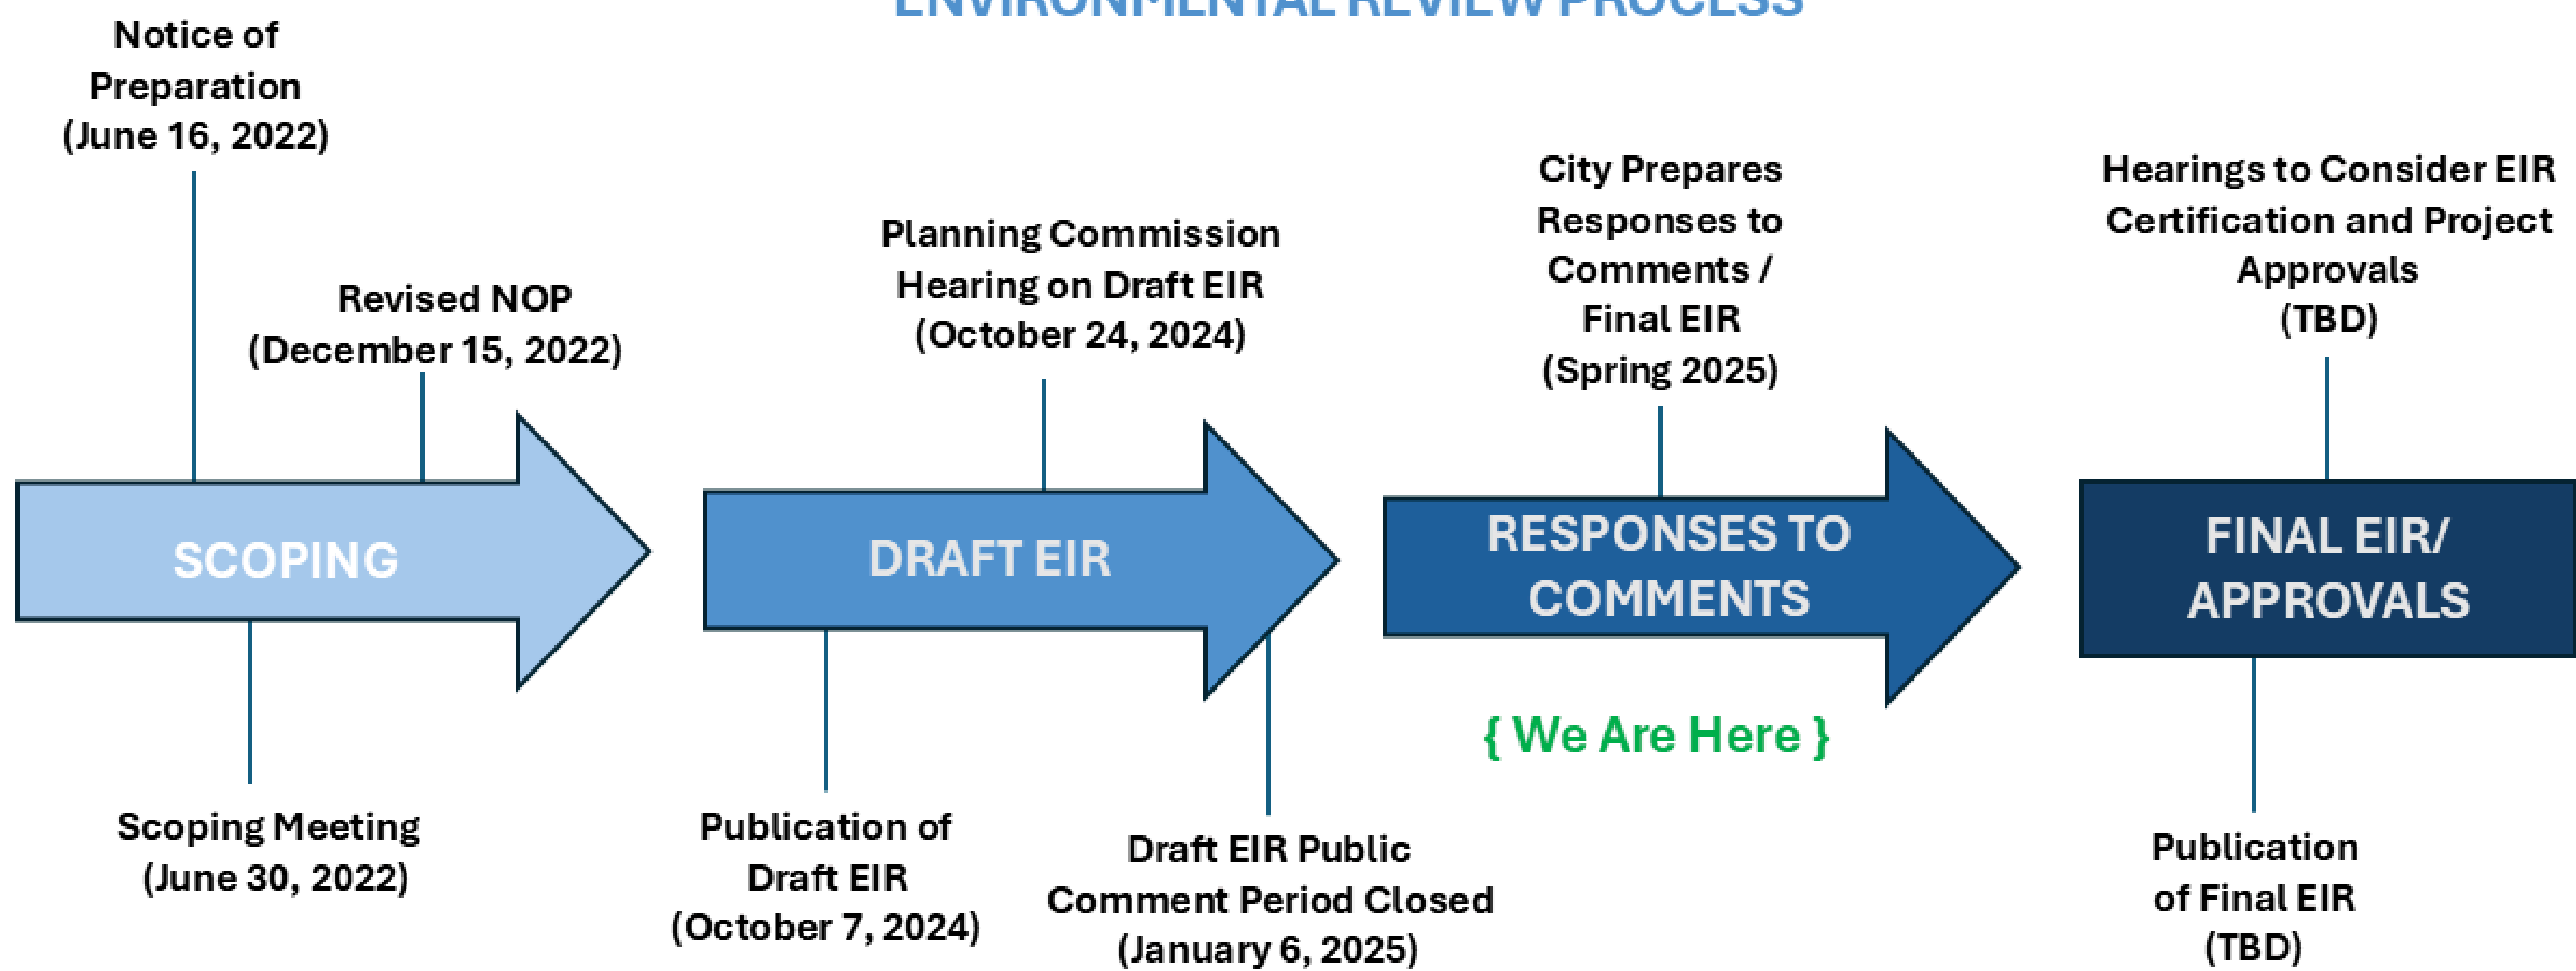 ENVIRONMENTAL REVIEW PROCESS
Notice of
Preparation
(June 16, 2022)
Revised NOP
(December 15, 2022)
Planning Commission
Hearing on Draft EIR
(October 24, 2024)
City Prepares
Responses to
Comments /
Final EIR
(Spring 2025)
Hearings to Consider EIR
Certification and Project
Approvals
(TBD)
SCOPING
DRAFT EIR
RESPONSES TO
COMMENTS
FINAL EIR/
APPROVALS
{ We Are Here }
Scoping Meeting
(June 30, 2022)
Publication of
Draft EIR
(October 7, 2024)
Draft EIR Public
Comment Period Closed
(January 6, 2025)
Publication
of Final EIR
(TBD)